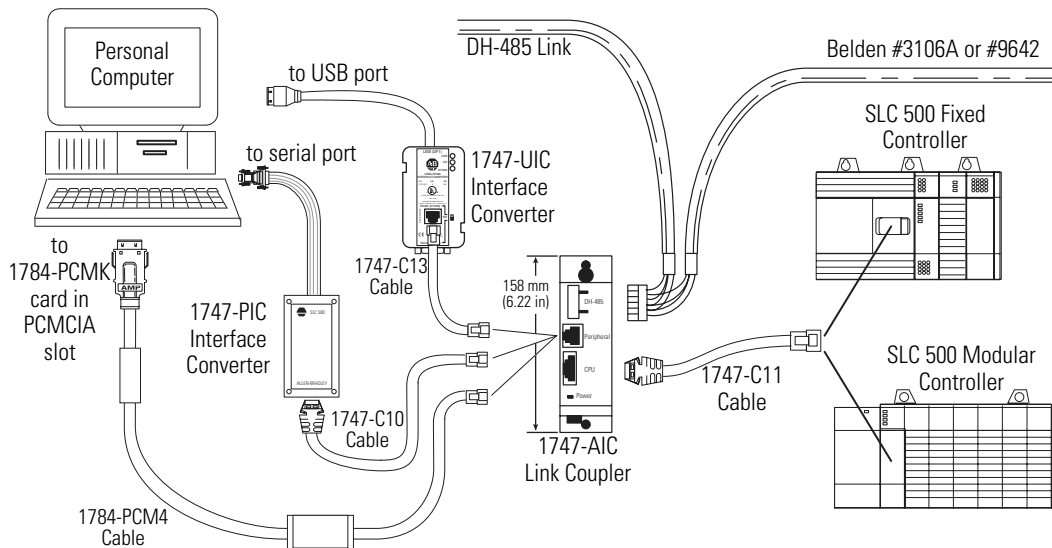 Personal
Computer
DH-485 Link
Belden #3106A or #9642
to USB port
SLC 500 Fixed
Controller
to serial port
1747-UIC
Interface
Converter
USB (DF1)
to
1784-PCMK
card in
PCMCIA
slot
AMP
1747-C13
Cable
158 mm
(6.22 in)
DH-485
Peripheral
CPU
Power
1747-PIC
Interface
Converter
SLC 500
ALLEN-BRADLEY
1747-C10
Cable
1747-C11
Cable
SLC 500 Modular
Controller
1747-AIC
Link Coupler
1784-PCM4
Cable